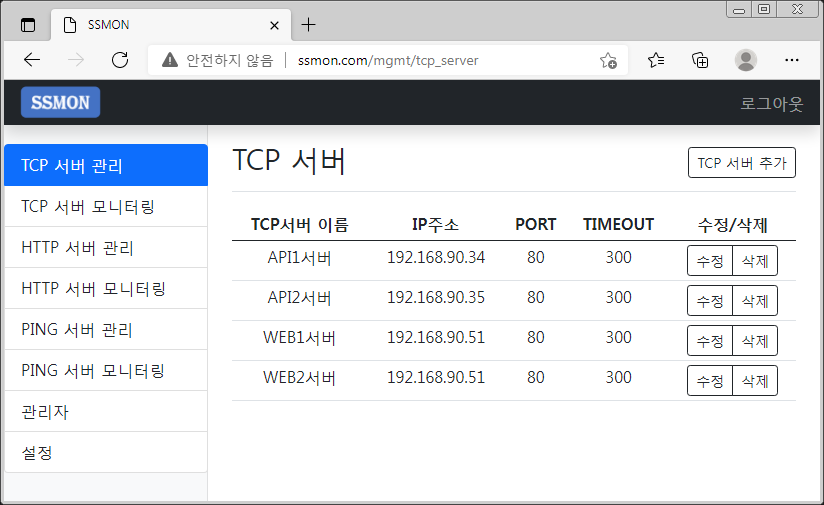 SSMON
안전하지 않음 | ssmon.com/mgmt/tcp_server
SSMON
로그아웃
TCP 서버 관리
TCP 서버 모니터링
HTTP 서버 관리
HTTP 서버 모니터링
PING 서버 관리
PING 서버 모니터링
관리자
설정
TCP 서버
TCP 서버 추가
TCP서버 이름 IP주소 PORT TIMEOUT 수정/삭제
API1서버 192.168.90.34 80 300 수정 삭제
API2서버 192.168.90.35 80 300 수정 삭제
WEB1서버 192.168.90.51 80 300 수정 삭제
WEB2서버 192.168.90.51 80 300 수정 삭제